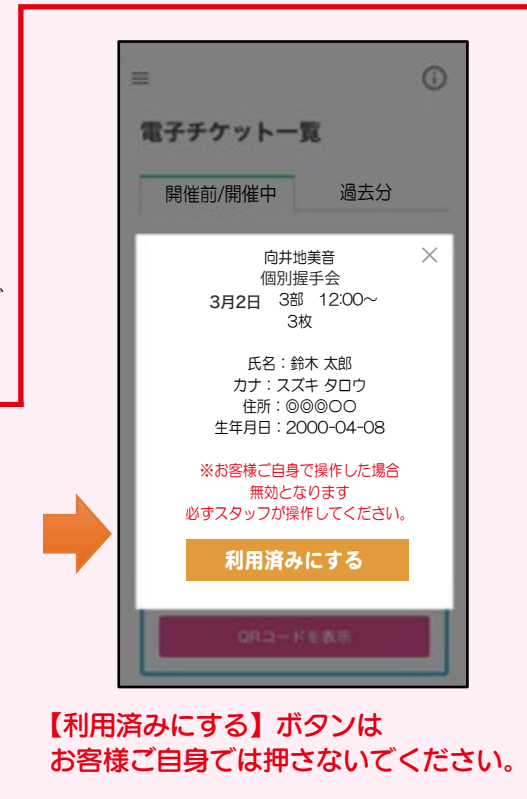 電子チケット一覧
開催前/開催中 過去分
向井地美音
個別握手会
3月2日 3部 12:00～
3枚
氏名：鈴木 太郎
カナ：スズキ タロウ
住所：◎◎◎〇〇
生年月日：2000-04-08
※お客様ご自身で操作した場合
無効となります
必ずスタッフが操作してください。
利用済みにする
QRコードを表示
【利用済みにする】ボタンは
お客様ご自身では押さないでください。